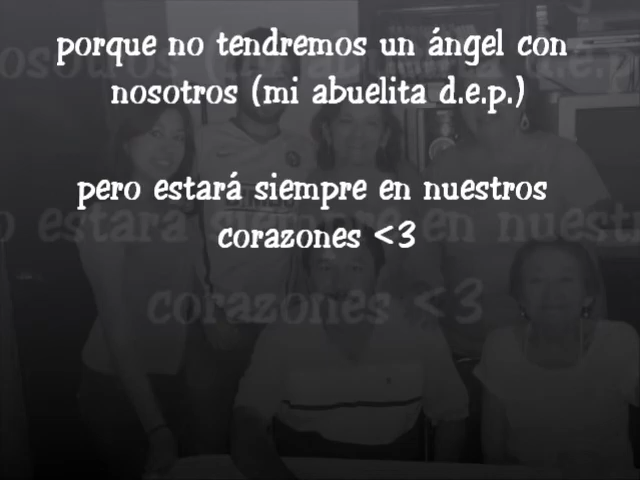 porque no tendremos un ángel con
nosotros (mi abuelita d.e.p.)
pero estará siempre en nuestros
corazones <3